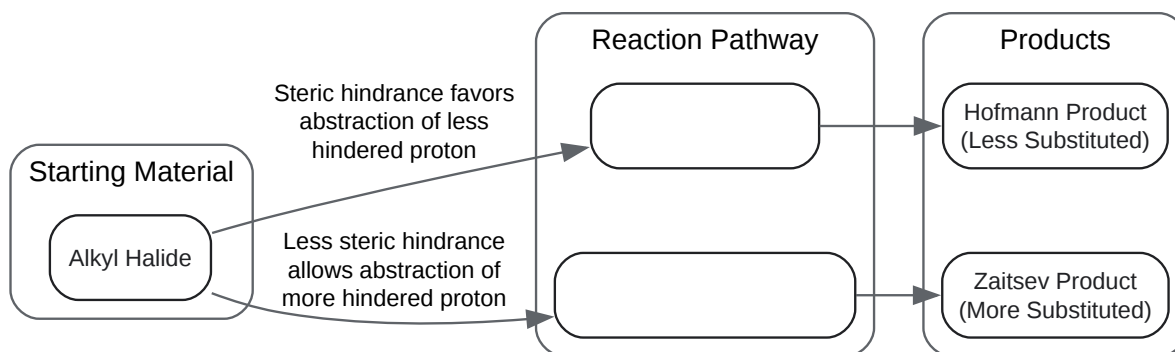 Reaction Pathway
Products
Steric hindrance favors
abstraction of less
hindered proton
Hofmann Product
(Less Substituted)
Starting Material
Alkyl Halide
Less steric hindrance
allows abstraction of
more hindered proton
Zaitsev Product
(More Substituted)